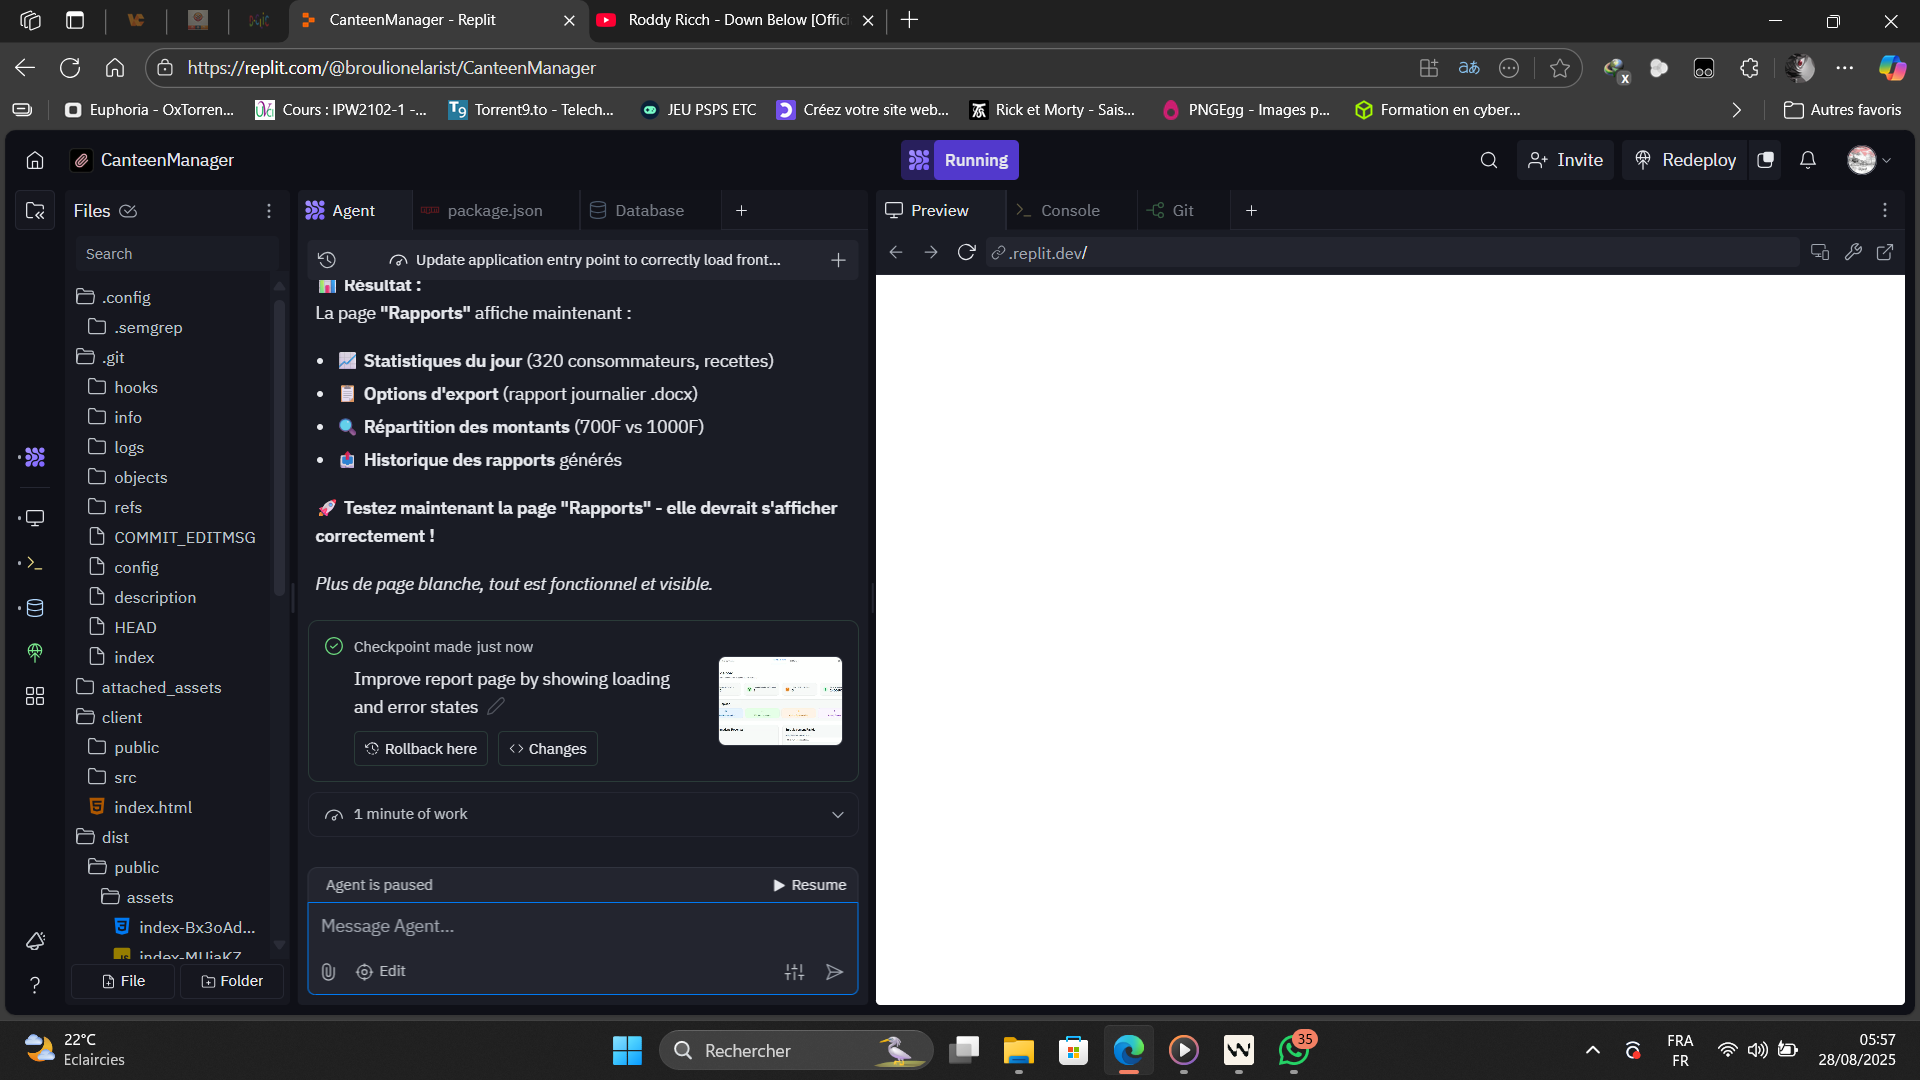 CanteenManager - Replit
Roddy Ricch - Down Below [Offici
https://replit.com/@broulionelarist/CanteenManager
Euphoria - OxTorren...
Cours : IPW2102-1 -...
Torrent9.to - Telech...
JEU PSPS ETC
Créez votre site web...
Rick et Morty - Sais...
PNGEgg - Images p...
Formation en cyber...
Autres favoris
CanteenManager
Running
Invite
Redeploy
Files
Agent
package.json
Database
Preview
Console
Git
Search
Update application entry point to correctly load front...
.replit.dev/
.config
.semgrep
.git
hooks
info
logs
objects
refs
COMMIT_EDITMSG
config
description
HEAD
index
attached_assets
client
public
src
index.html
dist
public
assets
index-Bx3oAd...
File
Folder
Résultat :
La page "Rapports" affiche maintenant :
• Statistiques du jour (320 consommateurs, recettes)
• Options d'export (rapport journalier .docx)
• Répartition des montants (700F vs 1000F)
• Historique des rapports générés
Testez maintenant la page "Rapports" - elle devrait s'afficher
correctement !
Plus de page blanche, tout est fonctionnel et visible.
Checkpoint made just now
Improve report page by showing loading
and error states
Rollback here
Changes
1 minute of work
Agent is paused
Resume
Message Agent...
Edit
22°C
Eclaircies
Rechercher
35
FRA
FR
05:57
28/08/2025